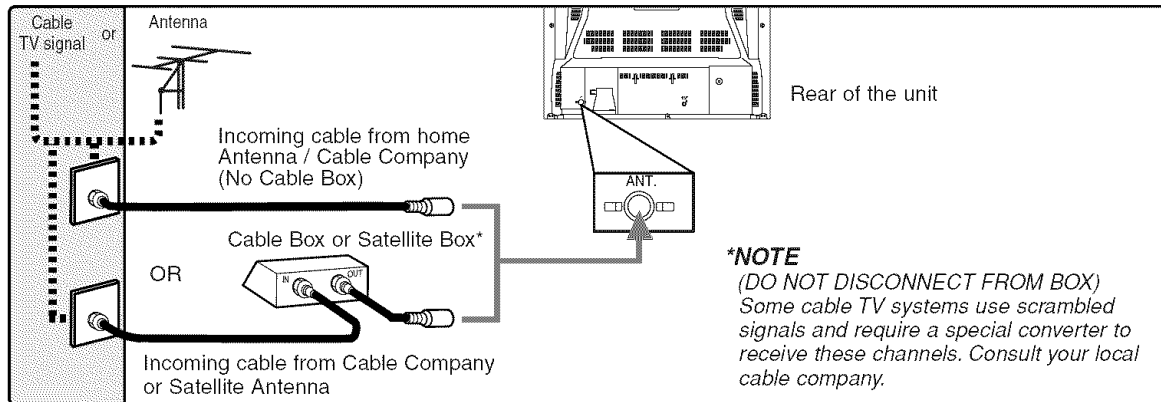 Cable
TV signal
or
Antenna
Rear of the unit
Incoming cable from home
Antenna / Cable Company
(No Cable Box)
ANT.
Cable Box or Satellite Box*
IN
OUT
OR
Incoming cable from Cable Company
or Satellite Antenna
*NOTE
(DO NOT DISCONNECT FROM BOX)
Some cable TV systems use scrambled
signals and require a special converter to
receive these channels. Consult your local
cable company.